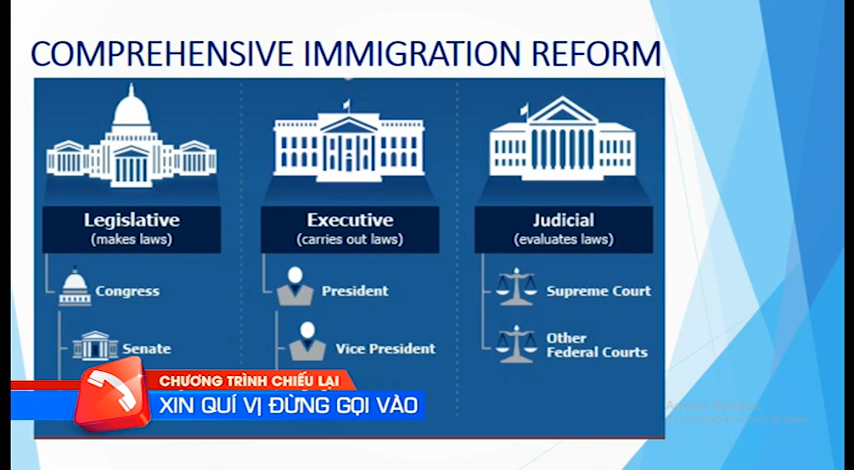 COMPREHENSIVE IMMIGRATION REFORM
Legislative
(makes laws)
Executive
(carries out laws)
Judicial
(evaluates laws)
Congress
President
Supreme Court
Senate
Vice President
Other
Federal Courts
CHƯƠNG TRÌNH CHIẾU LẠI
XIN QUÍ VỊ ĐỪNG GỌI VÀO